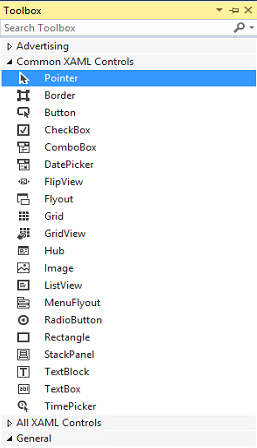 Toolbox
Search Toolbox
Advertising
Common XAML Controls
Pointer
Border
Button
CheckBox
ComboBox
DatePicker
FlipView
Flyout
Grid
GridView
Hub
Image
ListView
MenuFlyout
RadioButton
Rectangle
StackPanel
TextBlock
TextBox
TimePicker
All XAML Controls
General